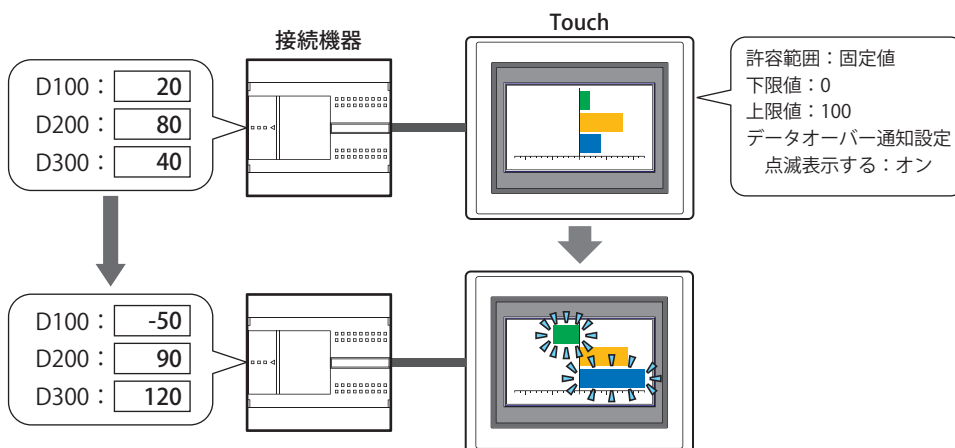 接続機器
Touch
D100： 20
D200： 80
D300： 40
許容範囲：固定値
下限値：0
上限値：100
データオーバー通知設定
点滅表示する：オン
D100： -50
D200： 90
D300： 120